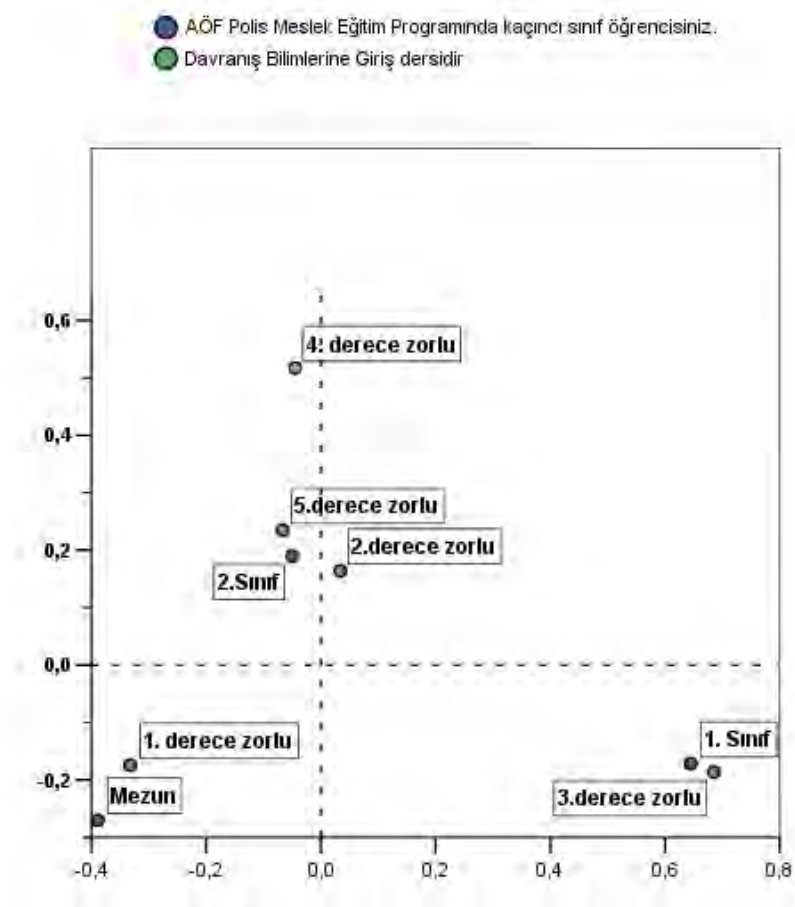 AÖF Polis Meslek Eğitim Programında kaçıncı sınıf öğrencisiniz.
Davranış Bilimlerine Giriş dersidir
0,6
4. derece zorlu
0,4
5.derece zorlu
2.derece zorlu
0,2
2.Sınıf
0,0
1. derece zorlu
1. Sınıf
-0,2
Mezun
3.derece zorlu
-0,4 -0,2 0,0 0,2 0,4 0,6 0,8